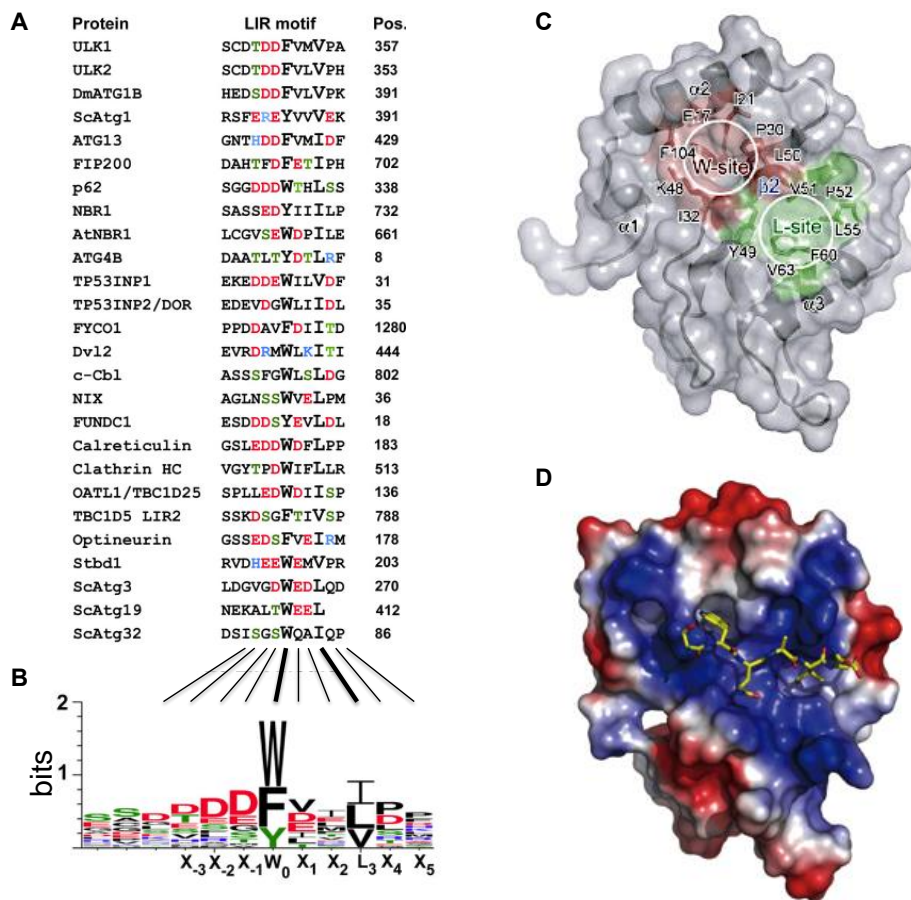 A
Protein LIR motif Pos.
ULK1 SCDTDDFVMVPA 357
ULK2 SCDTDDFVLVPH 353
DmATG1B HEDSDDFVLVPK 391
ScAtg1 RSFEREYVVVEK 391
ATG13 GNTHDDFVMIDF 429
FIP200 DAHTFDFETIPH 702
p62 SGGDDDWTHLSS 338
NBR1 SASSEDYIIILP 732
AtNBR1 LCGVSEWDPILE 661
ATG4B DAATLTYDTLRF 8
TP53INP1 EKEDDEWILVDF 31
TP53INP2/DOR EDEVDGWLIIDL 35
FYCO1 PPDDAVFDIITD 1280
Dvl2 EVRDRMWLKITI 444
c-Cbl ASSSFGWLSLDG 802
NIX AGLNSSWVELPM 36
FUNDC1 ESDDDSYEVLDL 18
Calreticulin GSLEDDWDFLPP 183
Clathrin HC VGYTPDWIFLLR 513
OATL1/TBC1D25 SPLLEDWDIISP 136
TBC1D5 LIR2 SSKDSGFTIVSP 788
Optineurin GSSEDSFVEIRM 178
Stbd1 RVDHEEWEMVPR 203
ScAtg3 LDGVGDWEDLQD 270
ScAtg19 NEKALTWEEL 412
ScAtg32 DSISGSWQAIQP 86
B
2
1
bits
W
F
Y
I
L
V
X-3 X-2 X-1 W0 X1 X2 L3 X4 X5
C
α2 I21
E17
P30
F104 W-site L50
K48 β2 V51 P52
α1 I32 L-site L55
Y49 F60
V63
α3
D